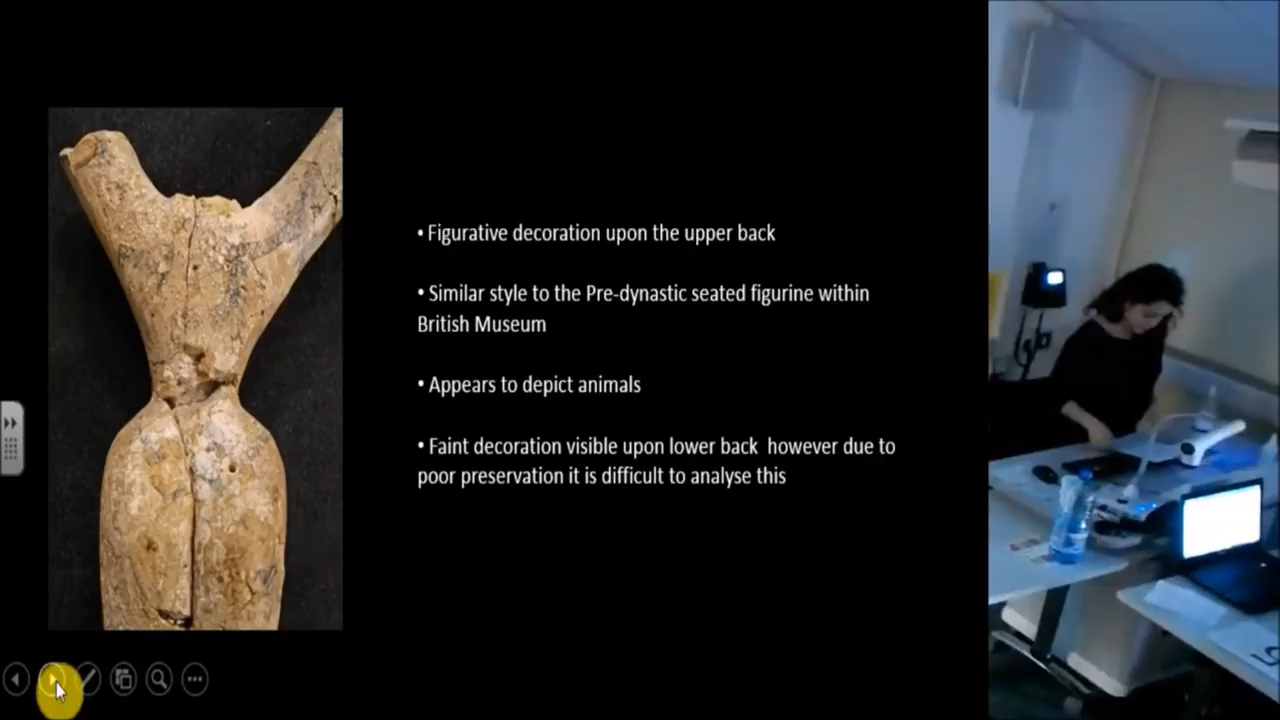 • Figurative decoration upon the upper back
• Similar style to the Pre-dynastic seated figurine within
British Museum
• Appears to depict animals
• Faint decoration visible upon lower back  however due to
poor preservation it is difficult to analyse this